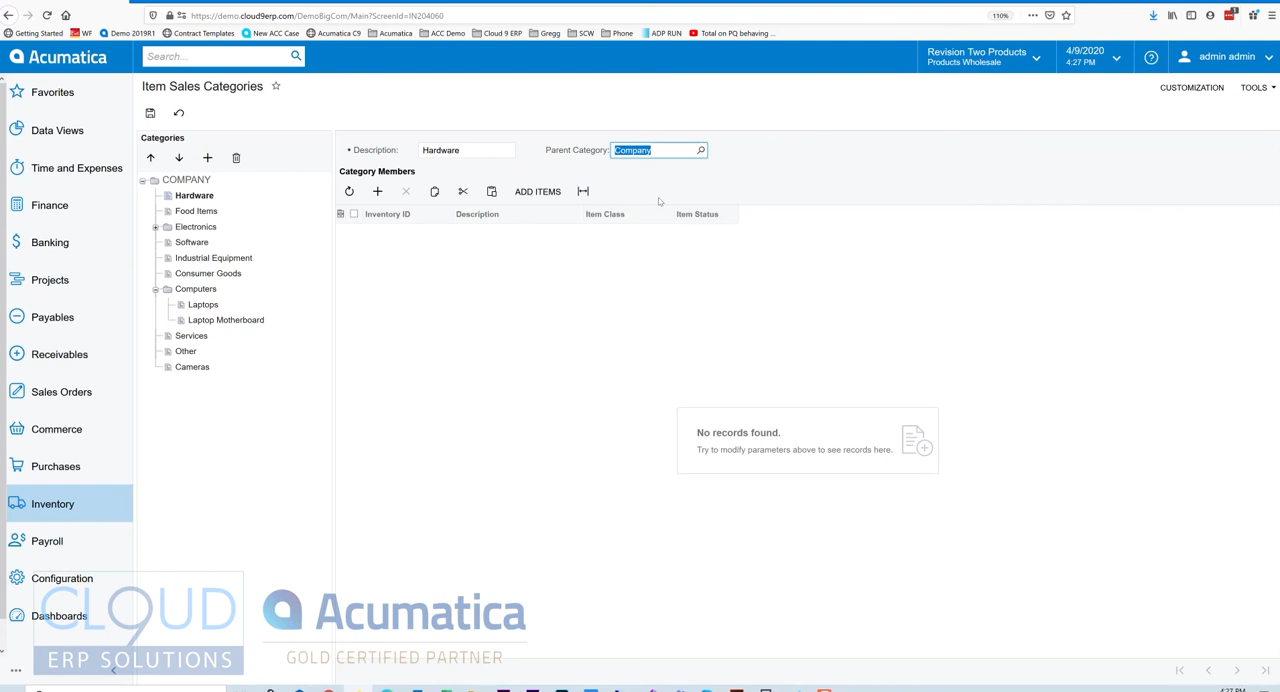 https://demo.cloud9erp.com/DemoBigCom/Main?ScreenId=IN204060
110%
Getting Started
WF
Demo 2019R1
Contract Templates
New ACC Case
Acumatica C9
Acumatica
ACC Demo
Cloud 9 ERP
Gregg
SCW
Phone
ADP RUN
Total on PQ behaving ...
Acumatica
Search...
Revision Two Products
Products Wholesale
4/9/2020
4:27 PM
admin admin
Favorites
Data Views
Time and Expenses
Finance
Banking
Projects
Payables
Receivables
Sales Orders
Commerce
Purchases
Inventory
Payroll
Configuration
Dashboards
Item Sales Categories
CUSTOMIZATION
TOOLS
Categories
COMPANY
Hardware
Food Items
Electronics
Software
Industrial Equipment
Consumer Goods
Computers
Laptops
Laptop Motherboard
Services
Other
Cameras
• Description: Hardware
Parent Category: Company
Category Members
ADD ITEMS
Inventory ID Description Item Class Item Status
No records found.
Try to modify parameters above to see records here.
CLOUD
9
ERP SOLUTIONS
Acumatica
GOLD CERTIFIED PARTNER
4:27 PM